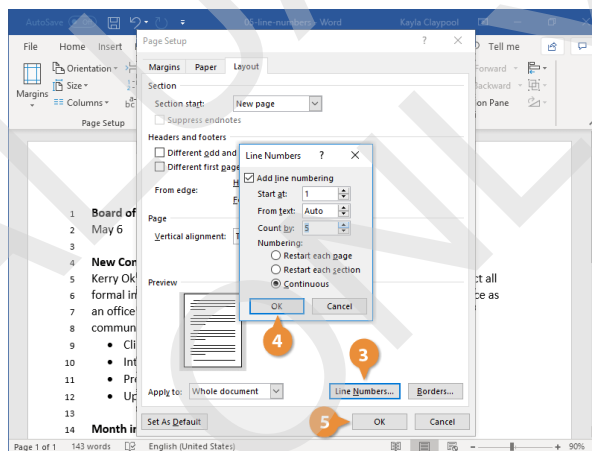 AutoSave
05-line-numbers - Word
Kayla Claypool
File
Home
Insert
Tell me
Margins
Orientation
Size
Columns
Page Setup
Page Setup
?
Margins
Paper
Layout
Section
Section start:
New page
Suppress endnotes
Headers and footers
Different odd and
Different first page
From edge:
Page
Vertical alignment:
Preview
Apply to:
Whole document
Line Numbers...
Borders...
Set As Default
OK
Cancel
Line Numbers
?
Add line numbering
Start at:
1
From text:
Auto
Count by:
5
Numbering:
Restart each page
Restart each section
Continuous
OK
Cancel
3
4
5
1 Board of
2 May 6
3
4 New Con
5 Kerry Ok
ct all
6 formal in
ce as
7 an office
8 commun
9 • Cli
10 • Int
11 • Pro
12 • Up
13
14 Month in
Page 1 of 1
143 words
English (United States)
90%